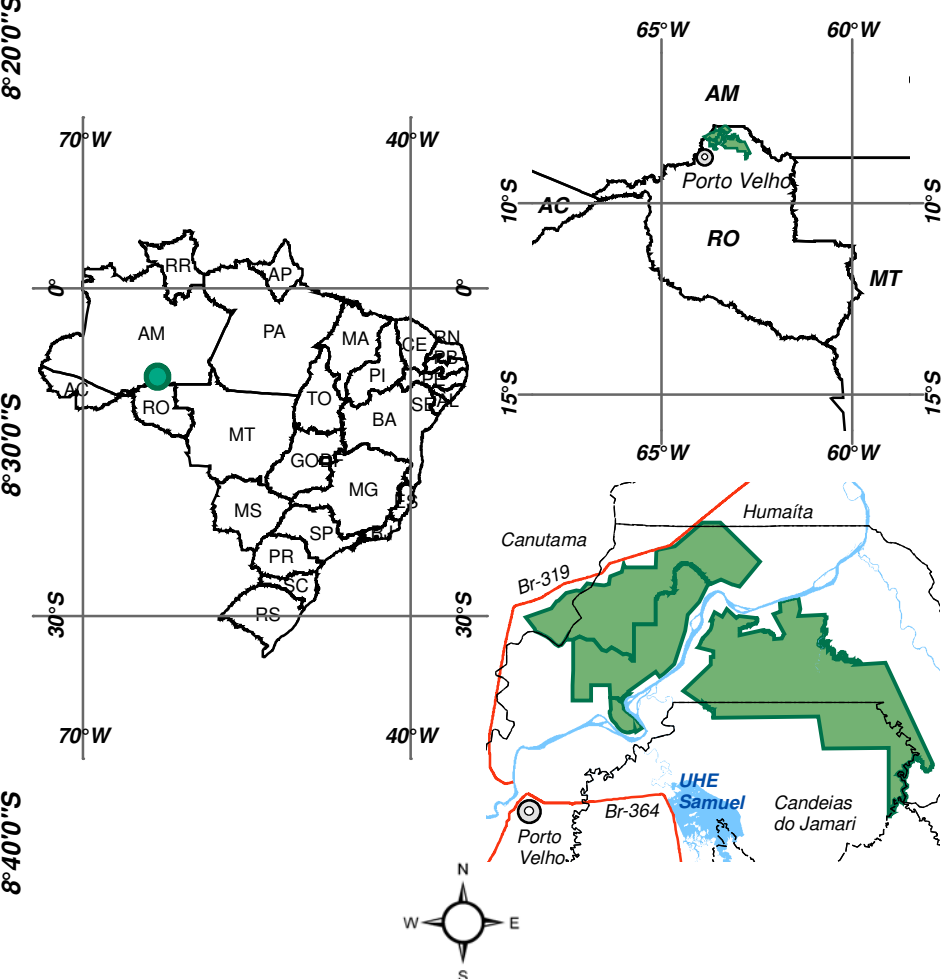 8°20'0"S
8°30'0"S
8°40'0"S
70°W
40°W
RR
AP
0°
0°
AM
PA
MA
CE
RN
PB
PI
PE
AC
TO
SE
AL
RO
BA
MT
GO
DF
MG
ES
MS
SP
RJ
PR
SC
RS
30°S
30°S
70°W
40°W
65°W
60°W
AM
Porto Velho
10°S
10°S
AC
RO
MT
15°S
15°S
65°W
60°W
Humaíta
Canutama
Br-319
UHE
Samuel
Br-364
Candeias
do Jamari
Porto
Velho
N
W
E
S